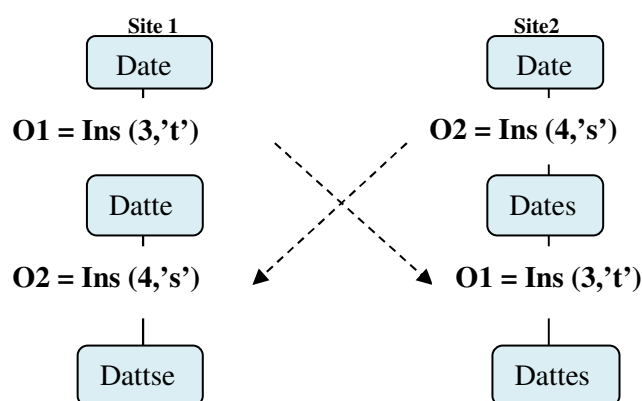 Site 1 Site2
Date Date
O1 = Ins (3,’t’) O2 = Ins (4,’s’)
Datte Dates
O2 = Ins (4,’s’) O1 = Ins (3,’t’)
Dattse Dattes